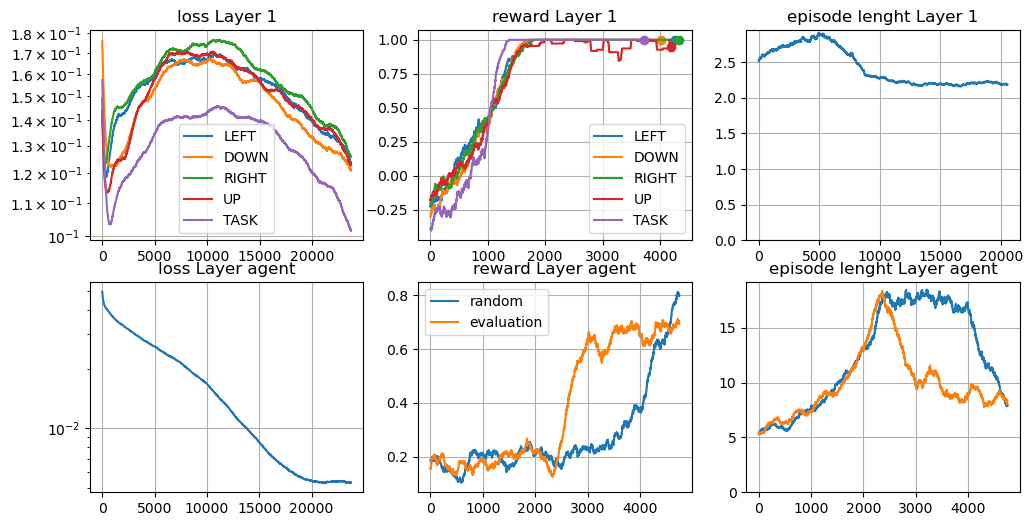 loss Layer 1
1.8 × 10⁻¹
1.7 × 10⁻¹
1.6 × 10⁻¹
1.5 × 10⁻¹
1.4 × 10⁻¹
1.3 × 10⁻¹
1.2 × 10⁻¹
1.1 × 10⁻¹
10⁻¹
LEFT
DOWN
RIGHT
UP
TASK
0 10000 20000
reward Layer 1
1.00
0.75
0.50
0.25
0.00
−0.25
LEFT
DOWN
RIGHT
UP
TASK
0 1000 2000 3000 4000
episode lenght Layer 1
2.5
2.0
1.5
1.0
0.5
0.0
0 5000 10000 15000 20000
loss Layer agent
10⁻²
0 5000 10000 15000 20000
reward Layer agent
0.8
0.6
0.4
0.2
random
evaluation
0 1000 2000 3000 4000
episode lenght Layer agent
15
10
5
0
0 1000 2000 3000 4000